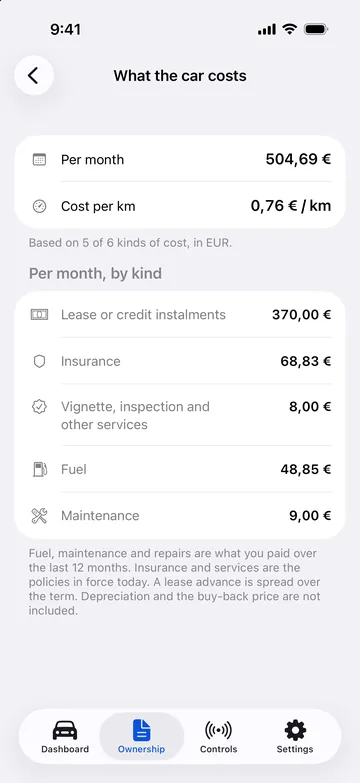 9:41
What the car costs
Per month 504,69 €
Cost per km 0,76 € / km
Based on 5 of 6 kinds of cost, in EUR.
Per month, by kind
Lease or credit instalments 370,00 €
Insurance 68,83 €
Vignette, inspection and
other services 8,00 €
Fuel 48,85 €
Maintenance 9,00 €
Fuel, maintenance and repairs are what you paid over
the last 12 months. Insurance and services are the
policies in force today. A lease advance is spread over
the term. Depreciation and the buy-back price are not
included.
Dashboard Ownership Controls Settings